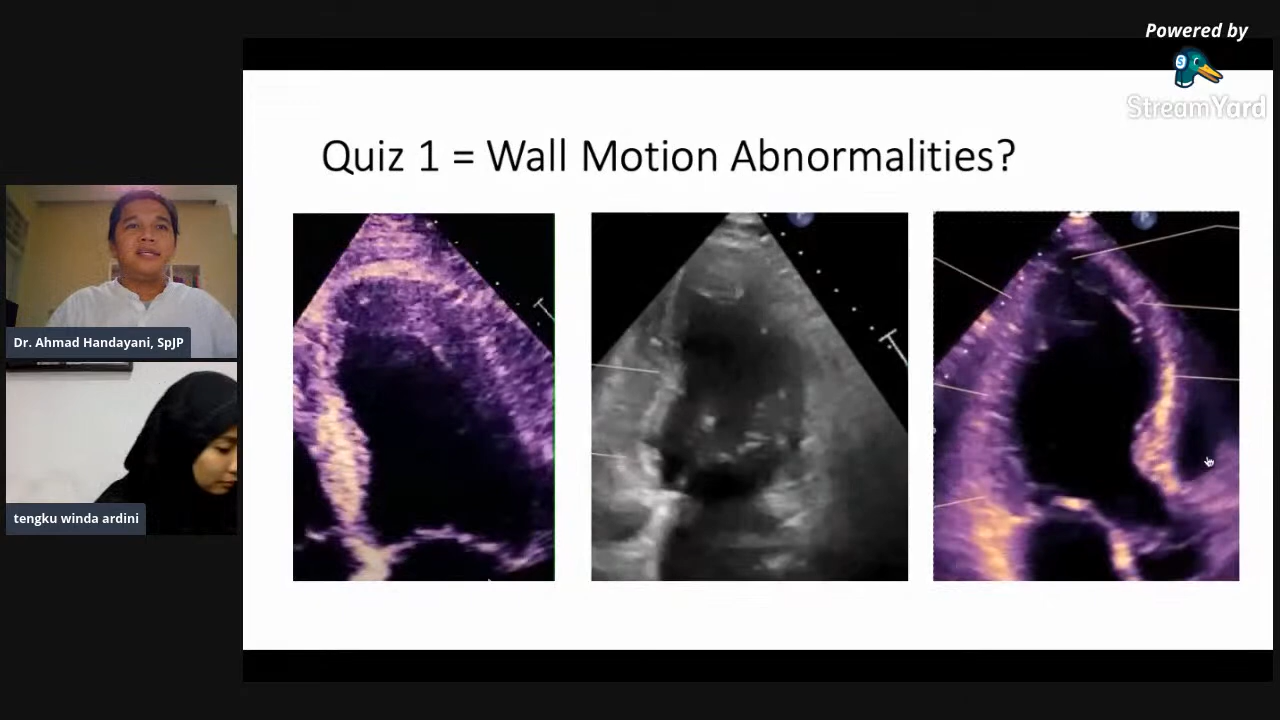 Powered by
StreamYard
Quiz 1 = Wall Motion Abnormalities?
Dr. Ahmad Handayani, SpJP
tengku winda ardini